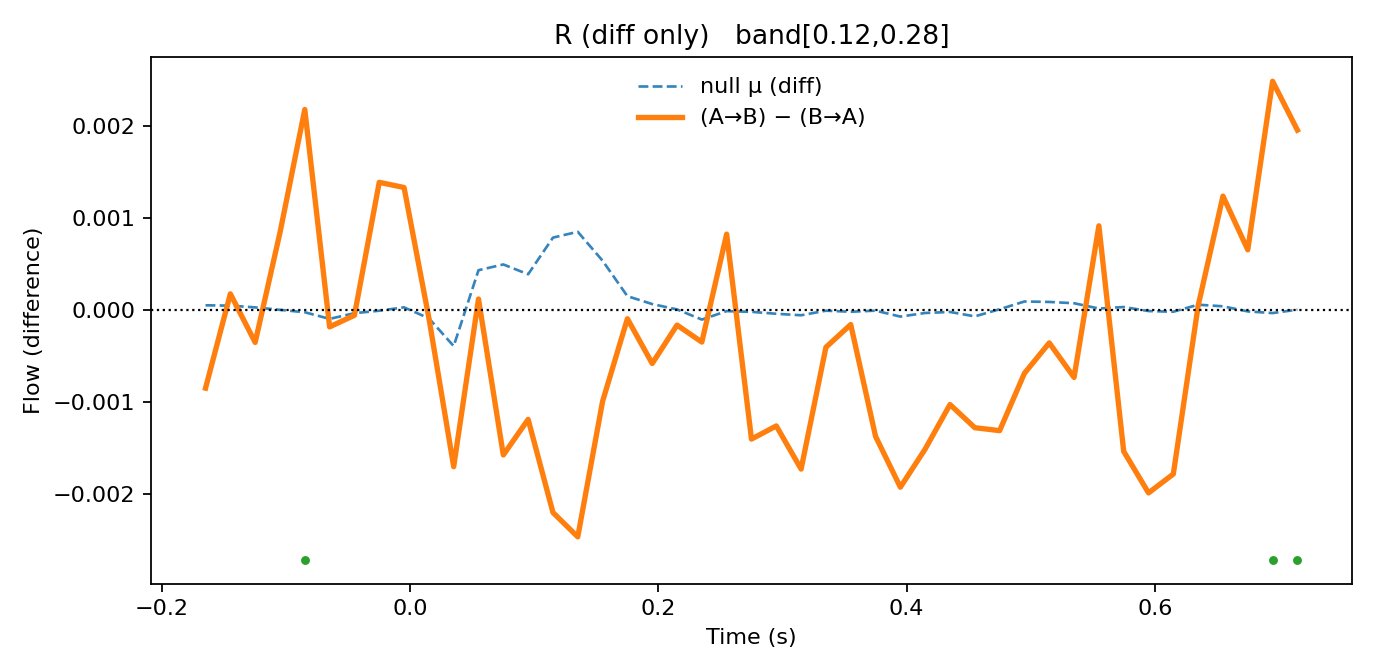 R (diff only)   band[0.12,0.28]
null μ (diff)
(A→B) − (B→A)
0.002
0.001
0.000
−0.001
−0.002
Flow (difference)
−0.2
0.0
0.2
0.4
0.6
Time (s)